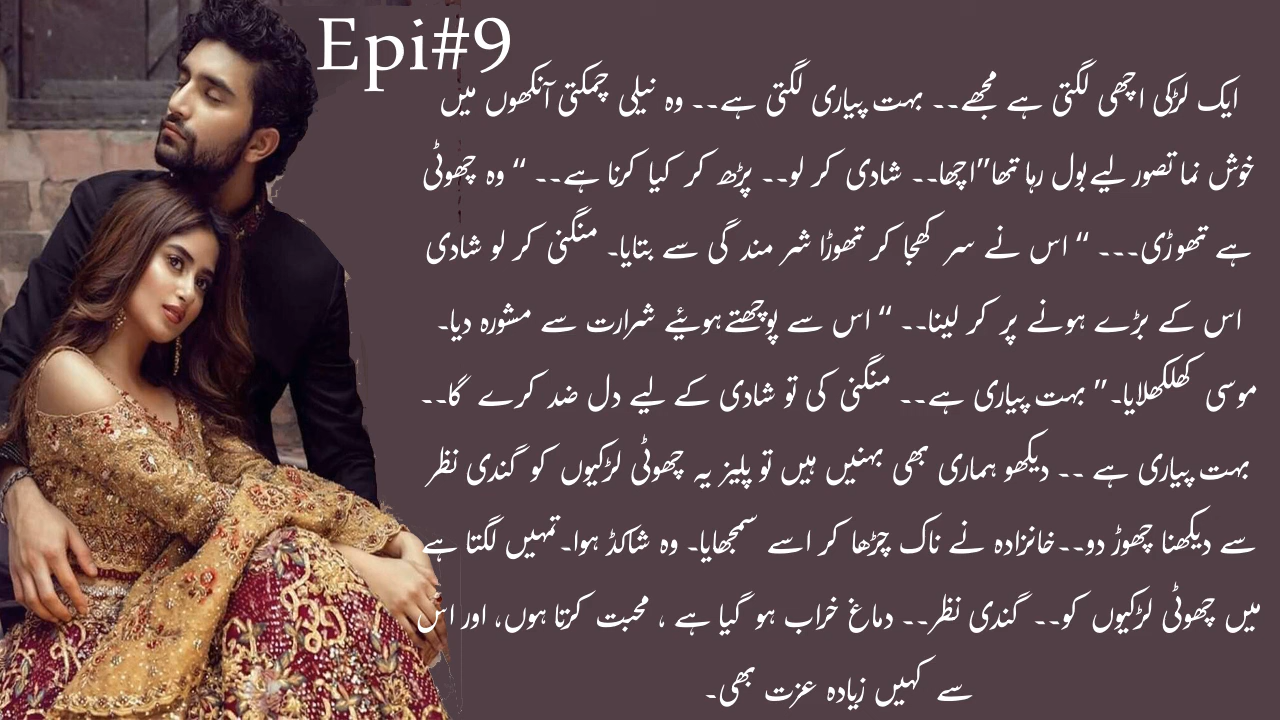 Epi#9
ایک لڑکی اچھی لگتی ہے مجھے۔۔ بہت پیاری لگتی ہے۔۔ وہ نیلی چمکتی آنکھوں میں
خوش نما تصور لیے بول رہا تھا”اچھا۔۔ شادی کر لو۔۔ پڑھ کر کیا کرنا ہے۔۔ “ وہ چھوٹی
ہے تھوڑی۔۔۔ “ اس نے سر کھجا کر تھوڑا شر مند گی سے بتایا۔ منگنی کر لو شادی
اس کے بڑے ہونے پر کر لینا۔۔ “ اس سے پوچھتے ہوئیے شرارت سے مشورہ دیا۔
موسی کھلکھلایا۔” بہت پیاری ہے۔۔ منگنی کی تو شادی کے لیے دل ضد کرے گا۔۔
بہت پیاری ہے ۔۔ دیکھو ہماری بھی بہنیں ہیں تو پلیز یہ چھوٹی لڑکیوں کو گندی نظر
سے دیکھنا چھوڑ دو۔۔خانزادہ نے ناک چڑھا کر اسے سمجھایا۔ وہ شاکڈ ہوا۔تمہیں لگتا ہے
میں چھوٹی لڑکیوں کو۔۔ گندی نظر۔۔ دماغ خراب ہو گیا ہے ، محبت کرتا ہوں، اور اس
سے کہیں زیادہ عزت بھی۔